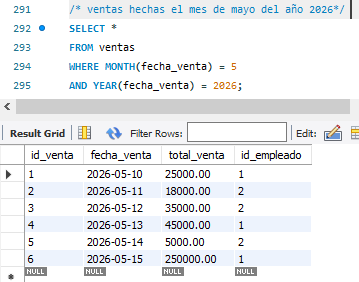 291 /* ventas hechas el mes de mayo del año 2026*/
292 SELECT *
293 FROM ventas
294 WHERE MONTH(fecha_venta) = 5
295 AND YEAR(fecha_venta) = 2026;
Result Grid Filter Rows: Edit:
id_venta fecha_venta total_venta id_empleado
1 2026-05-10 25000.00 1
2 2026-05-11 18000.00 2
3 2026-05-12 35000.00 2
4 2026-05-13 45000.00 1
5 2026-05-14 5000.00 2
6 2026-05-15 250000.00 1
NULL NULL NULL NULL